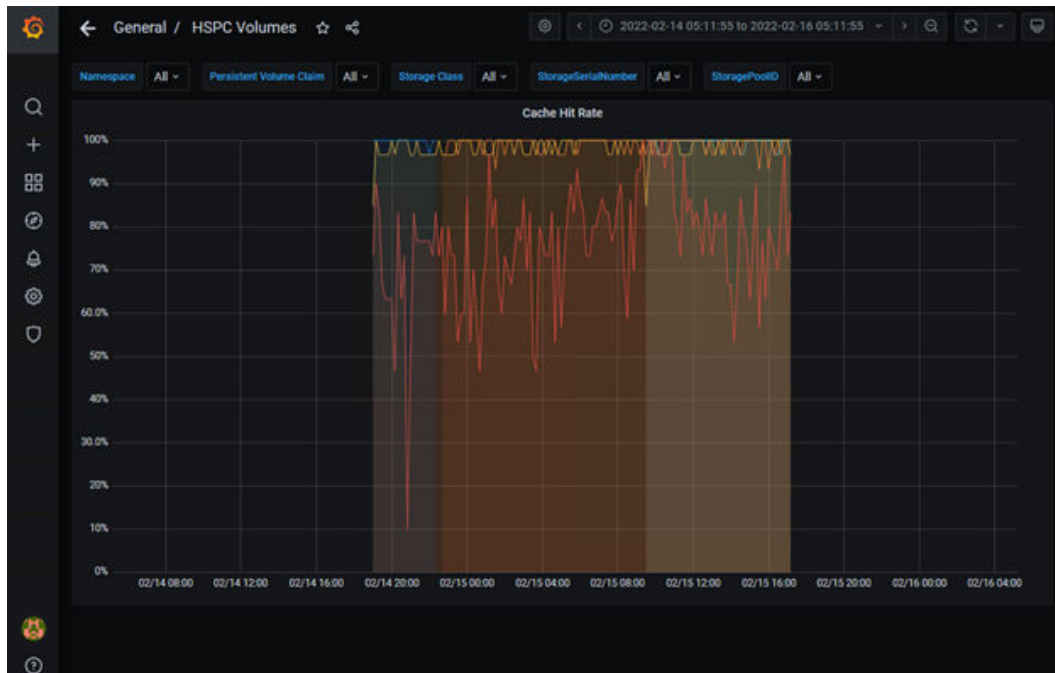 General / HSPC Volumes 2022-02-14 05:11:55 to 2022-02-16 05:11:55
Namespace All Persistent Volume Claim All Storage Class All StorageSerialNumber All StoragePoolID All
Cache Hit Rate
100%
90%
80%
70%
60.0%
50%
40%
30.0%
20%
10%
0%
02/14 08:00 02/14 12:00 02/14 16:00 02/14 20:00 02/15 00:00 02/15 04:00 02/15 08:00 02/15 12:00 02/15 16:00 02/15 20:00 02/16 00:00 02/16 04:00